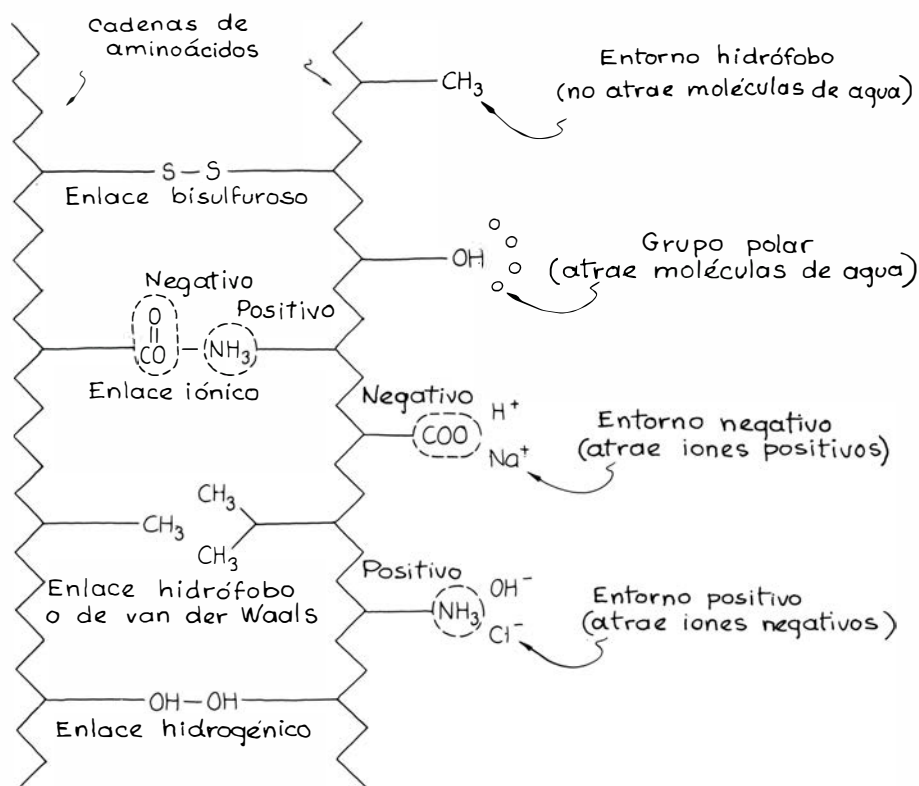 Cadenas de
aminoácidos
CH₃
Entorno hidrófobo
(no atrae moléculas de agua)
S—S
Enlace bisulfuroso
OH
Grupo polar
(atrae moléculas de agua)
Negativo
Positivo
O
CO
NH₃
Enlace iónico
Negativo
COO
H⁺
Na⁺
Entorno negativo
(atrae iones positivos)
CH₃
CH₃
CH₃
Enlace hidrófobo
o de van der Waals
Positivo
NH₃
OH⁻
Cl⁻
Entorno positivo
(atrae iones negativos)
OH—OH
Enlace hidrogénico